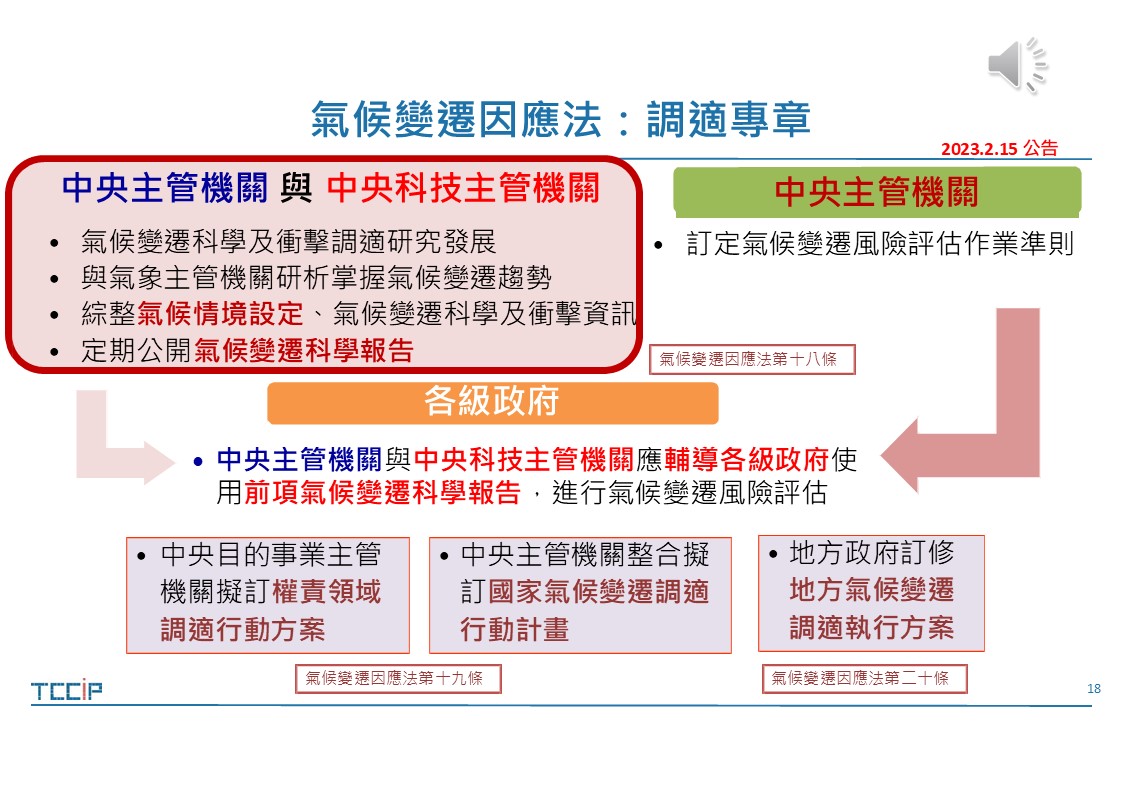 氣候變遷因應法：調適專章
2023.2.15 公告
中央主管機關 與 中央科技主管機關
• 氣候變遷科學及衝擊調適研究發展
• 與氣象主管機關研析掌握氣候變遷趨勢
• 綜整氣候情境設定、氣候變遷科學及衝擊資訊
• 定期公開氣候變遷科學報告
中央主管機關
• 訂定氣候變遷風險評估作業準則
氣候變遷因應法第十八條
各級政府
• 中央主管機關與中央科技主管機關應輔導各級政府使
用前項氣候變遷科學報告，進行氣候變遷風險評估
• 中央目的事業主管
機關擬訂權責領域
調適行動方案
• 中央主管機關整合擬
訂國家氣候變遷調適
行動計畫
• 地方政府訂修
地方氣候變遷
調適執行方案
氣候變遷因應法第十九條
氣候變遷因應法第二十條
TCCiP
18